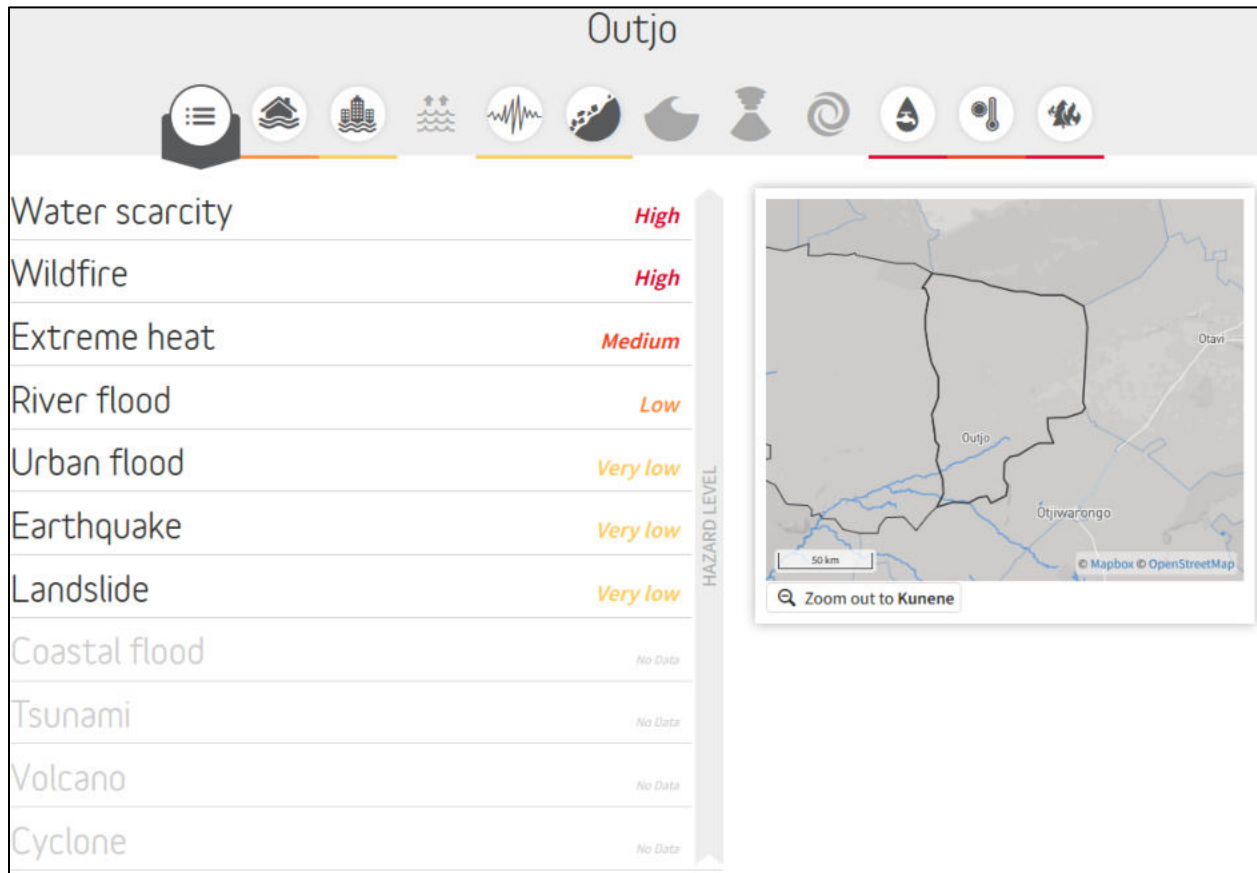 Outjo
Water scarcity High
Wildfire High
Extreme heat Medium
River flood Low
Urban flood Very low
Earthquake Very low
Landslide Very low
Coastal flood No Data
Tsunami No Data
Volcano No Data
Cyclone No Data
HAZARD LEVEL
Otavi
Outjo
Otjiwarongo
50 km
© Mapbox © OpenStreetMap
Zoom out to Kunene